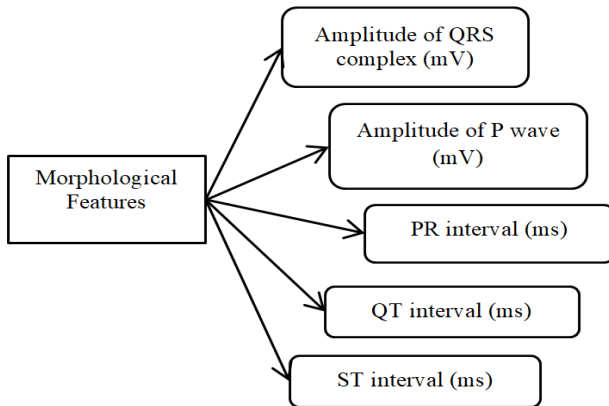 Amplitude of QRS
complex (mV)
Amplitude of P wave
(mV)
Morphological
Features
PR interval (ms)
QT interval (ms)
ST interval (ms)